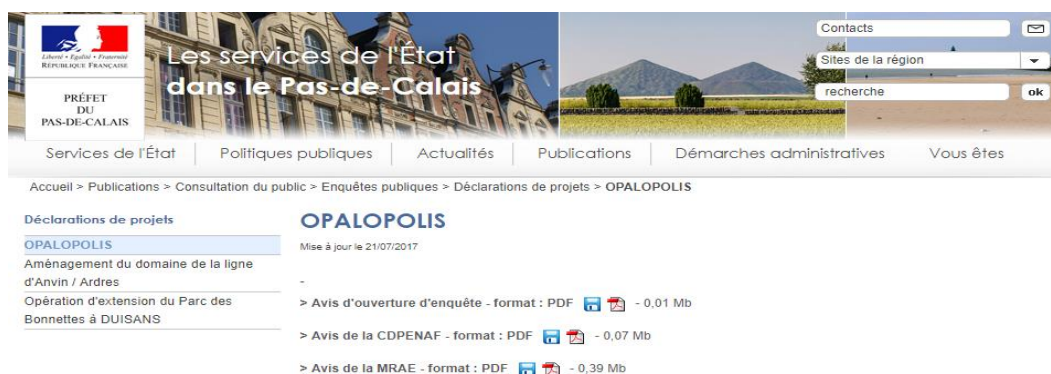 Liberté • Égalité • Fraternité
RÉPUBLIQUE FRANÇAISE
PRÉFET
DU
PAS-DE-CALAIS
Les services de l'État
dans le Pas-de-Calais
Contacts
Sites de la région
recherche
ok
Services de l'État
Politiques publiques
Actualités
Publications
Démarches administratives
Vous êtes
Accueil > Publications > Consultation du public > Enquêtes publiques > Déclarations de projets > OPALOPOLIS
Déclarations de projets
OPALOPOLIS
Aménagement du domaine de la ligne
d'Anvin / Ardres
Opération d'extension du Parc des
Bonnettes à DUISANS
OPALOPOLIS
Mise à jour le 21/07/2017
-
> Avis d'ouverture d'enquête - format : PDF - 0,01 Mb
> Avis de la CDPENAF - format : PDF - 0,07 Mb
> Avis de la MRAE - format : PDF - 0,39 Mb